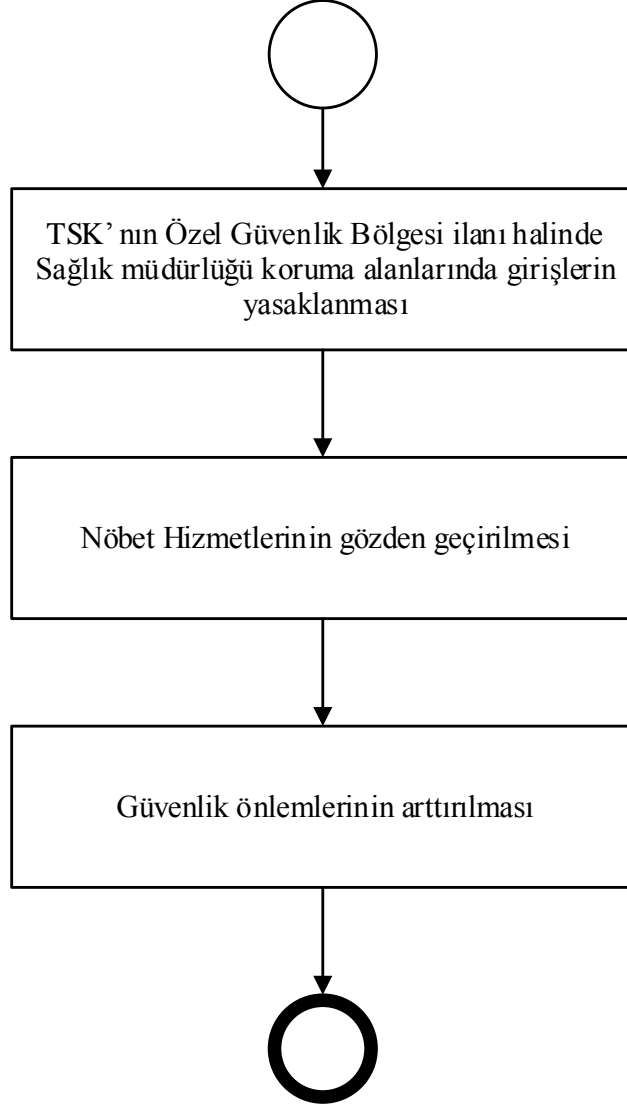 TSK’nın Özel Güvenlik Bölgesi ilanı halinde
Sağlık müdürlüğü koruma alanlarında girişlerin
yasaklanması
Nöbet Hizmetlerinin gözden geçirilmesi
Güvenlik önlemlerinin arttırılması